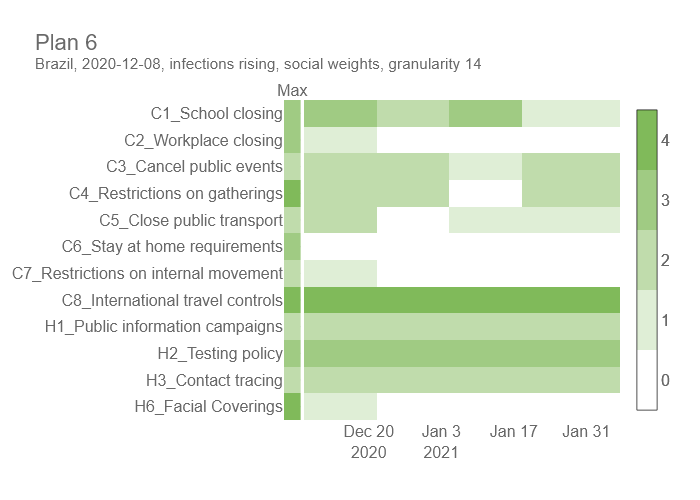 Plan 6
Brazil, 2020-12-08, infections rising, social weights, granularity 14
Max
C1_School closing
C2_Workplace closing
C3_Cancel public events
C4_Restrictions on gatherings
C5_Close public transport
C6_Stay at home requirements
C7_Restrictions on internal movement
C8_International travel controls
H1_Public information campaigns
H2_Testing policy
H3_Contact tracing
H6_Facial Coverings
4
3
2
1
0
Dec 20 Jan 3 Jan 17 Jan 31
2020 2021